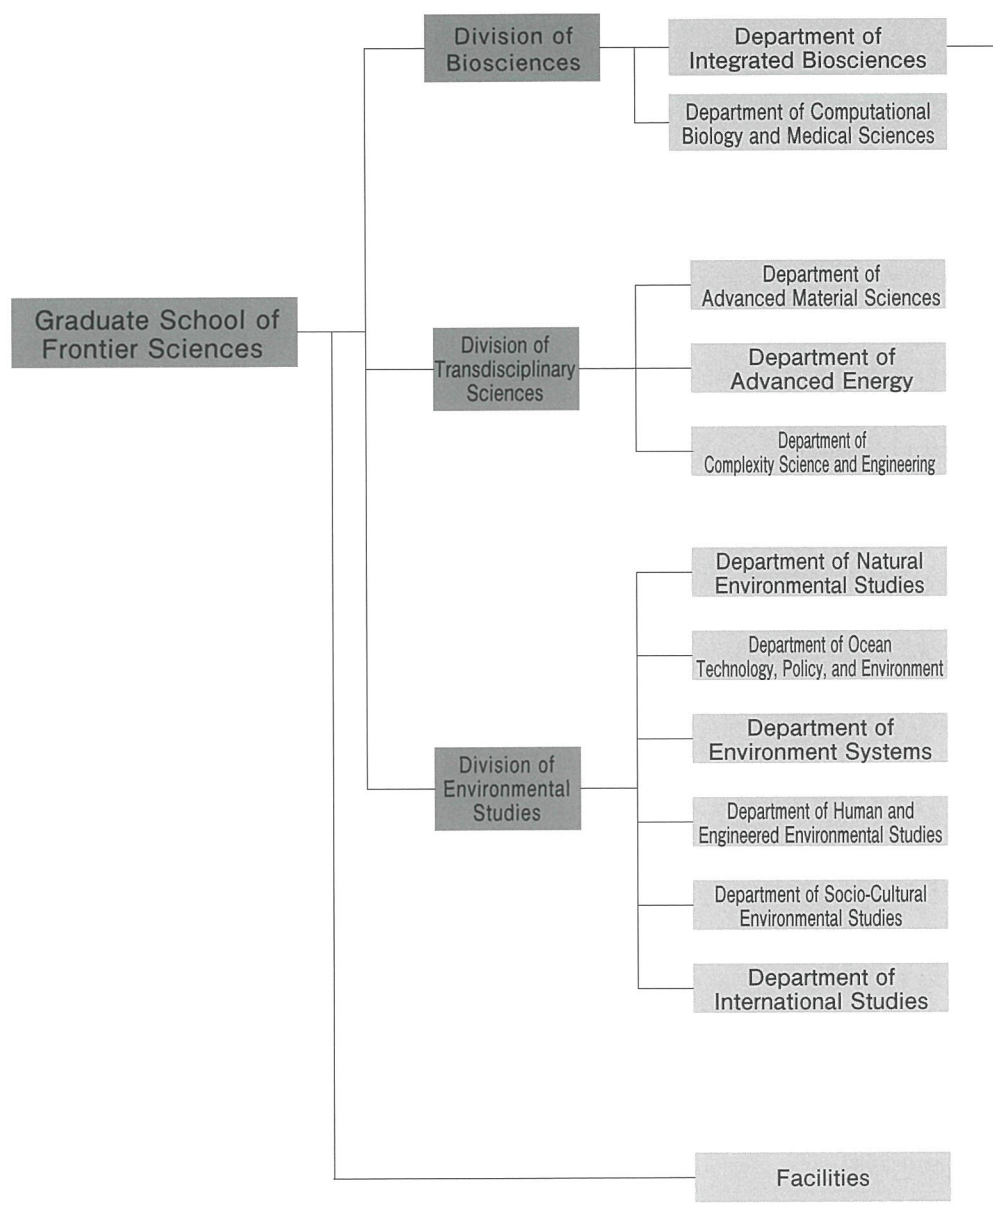 Division of
Biosciences
Department of
Integrated Biosciences
Department of Computational
Biology and Medical Sciences
Graduate School of
Frontier Sciences
Division of
Transdisciplinary
Sciences
Department of
Advanced Material Sciences
Department of
Advanced Energy
Department of
Complexity Science and Engineering
Division of
Environmental
Studies
Department of Natural
Environmental Studies
Department of Ocean
Technology, Policy, and Environment
Department of
Environment Systems
Department of Human and
Engineered Environmental Studies
Department of Socio-Cultural
Environmental Studies
Department of
International Studies
Facilities